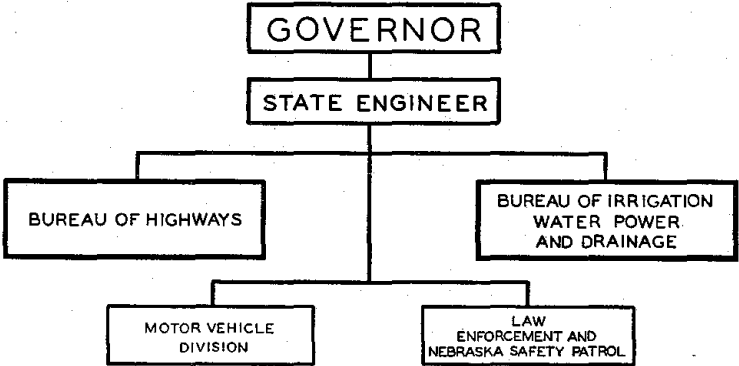 GOVERNOR
STATE ENGINEER
BUREAU OF HIGHWAYS
BUREAU OF IRRIGATION
WATER POWER
AND DRAINAGE
MOTOR VEHICLE
DIVISION
LAW
ENFORCEMENT AND
NEBRASKA SAFETY PATROL